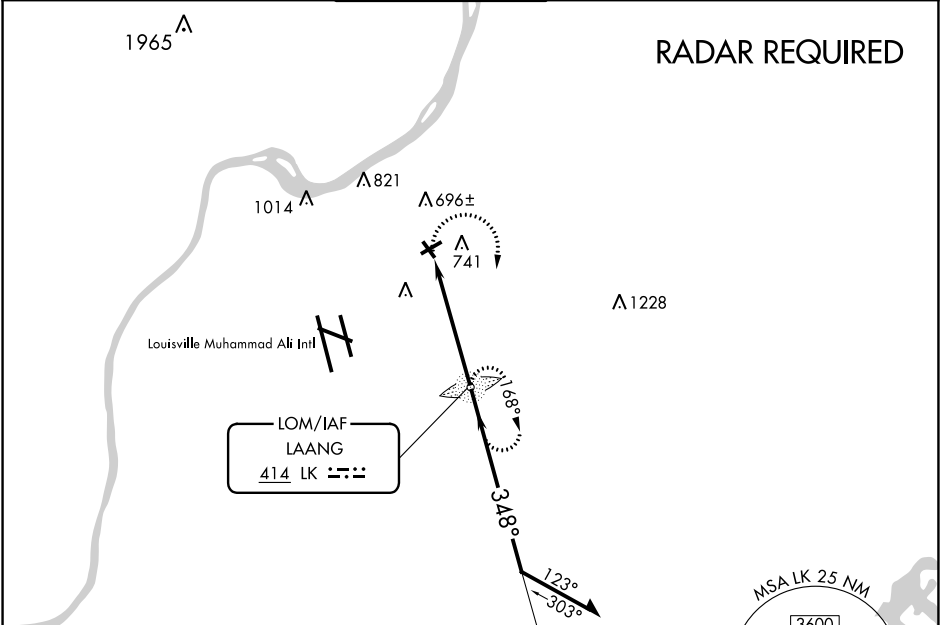 1965
RADAR REQUIRED
821
1014
696±
741
1228
Louisville Muhammad Ali Intl
LOM/IAF
LAANG
414 LK
168°
348°
123°
303°
MSA LK 25 NM
3600